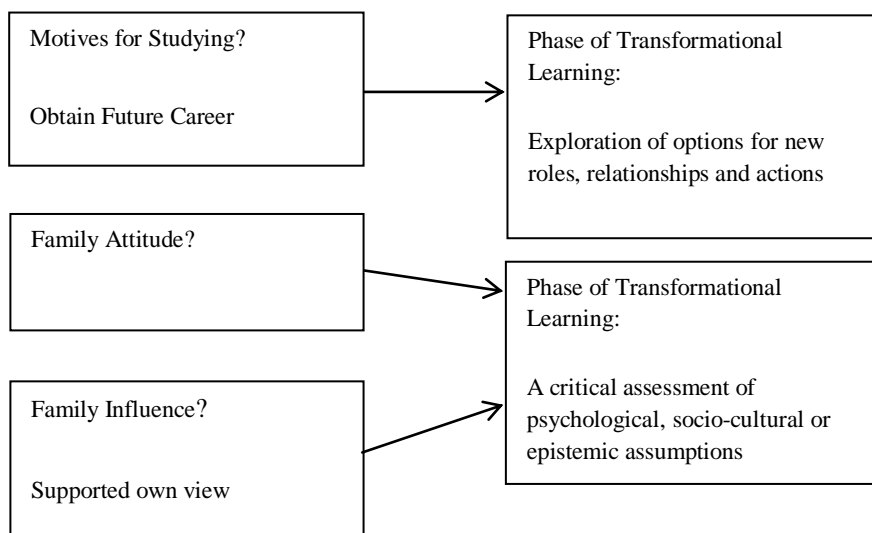 Motives for Studying?
Obtain Future Career
Phase of Transformational
Learning:
Exploration of options for new
roles, relationships and actions
Family Attitude?
Phase of Transformational
Learning:
A critical assessment of
psychological, socio-cultural or
epistemic assumptions
Family Influence?
Supported own view